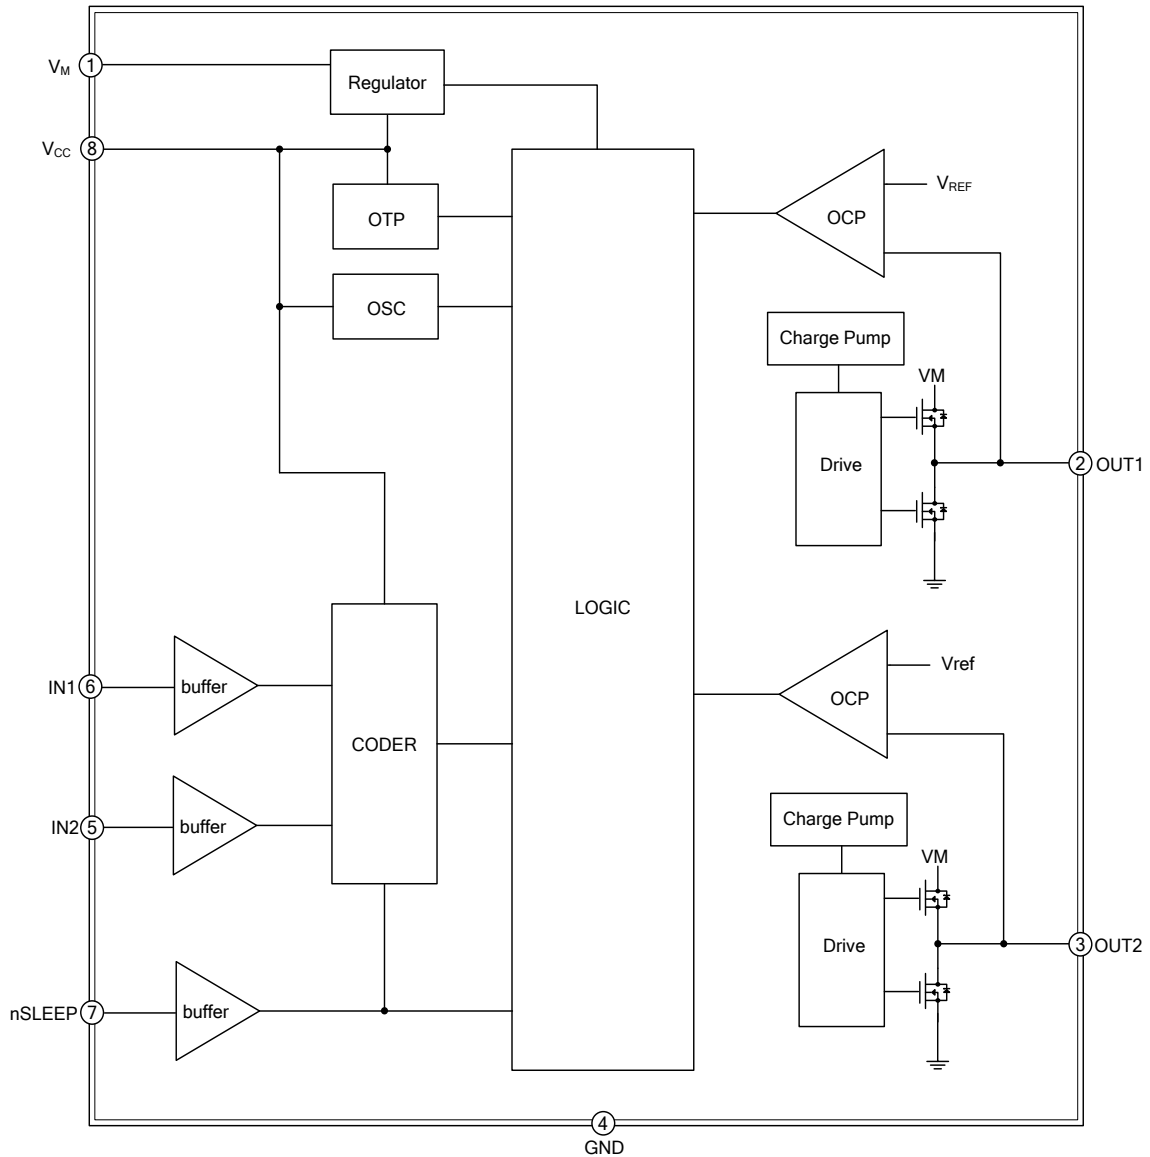 VM 1
Regulator
VCC 8
OTP
OCP
VREF
OSC
Charge Pump
VM
Drive
2 OUT1
LOGIC
IN1 6
buffer
OCP
Vref
CODER
IN2 5
buffer
Charge Pump
VM
Drive
3 OUT2
nSLEEP 7
buffer
4
GND